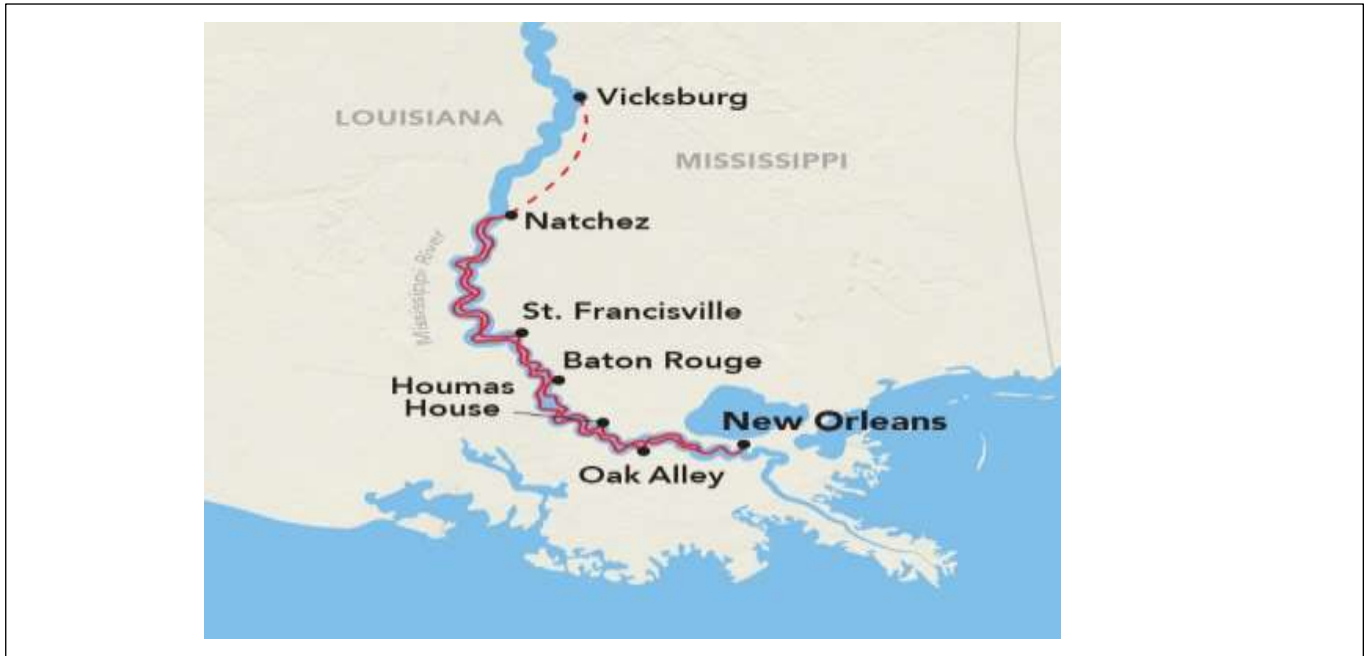 Vicksburg
LOUISIANA
MISSISSIPPI
Natchez
Mississippi River
St. Francisville
Baton Rouge
Houmas
House
New Orleans
Oak Alley